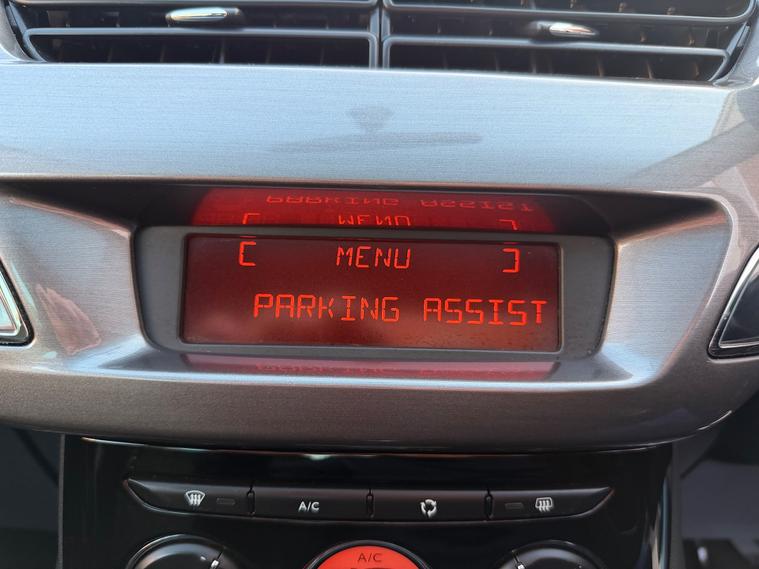 [ MENU ]
PARKING ASSIST
A/C
A/C